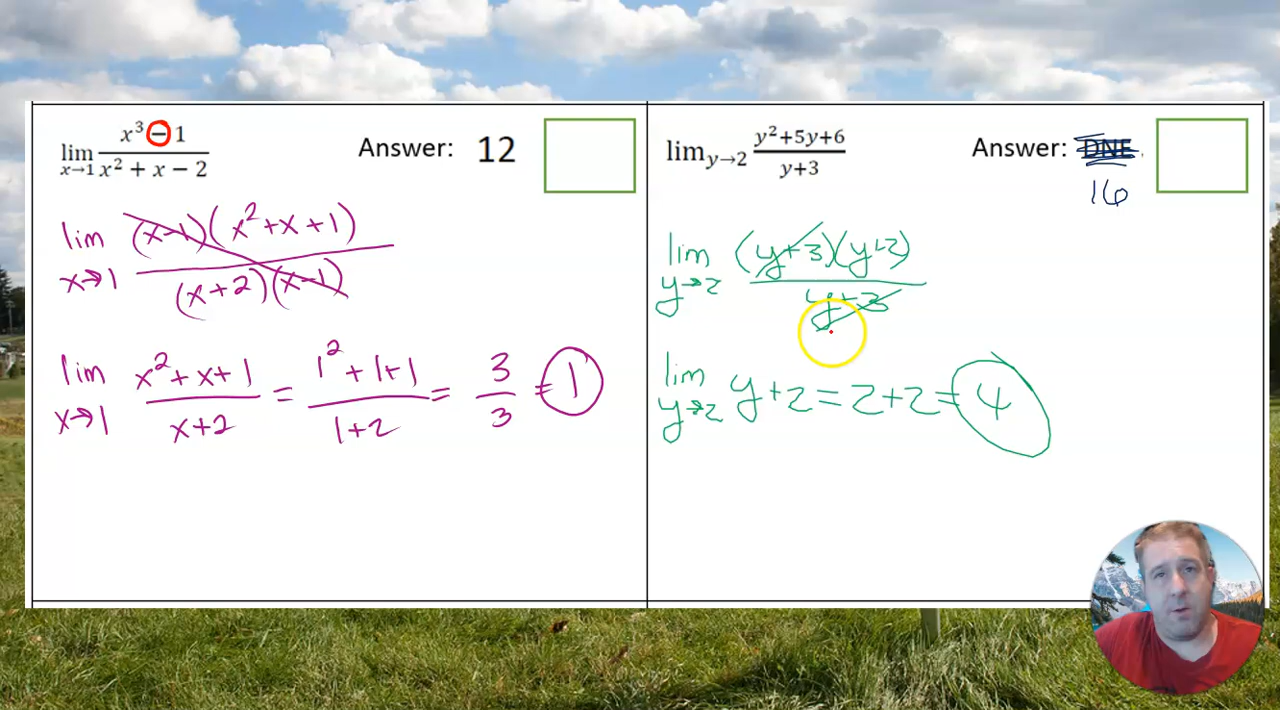 lim x→1 (x³ − 1)/(x² + x − 2) Answer: 12
lim x→1 (x-1)(x²+x+1)/(x+2)(x-1)
lim x→1 (x²+x+1)/(x+2) = (1²+1+1)/(1+2) = 3/3 = 1
lim y→2 (y²+5y+6)/(y+3) Answer: DNE
16
lim y→2 (y+3)(y+2)/(y+3)
lim y→2 y+2 = 2+2 = 4